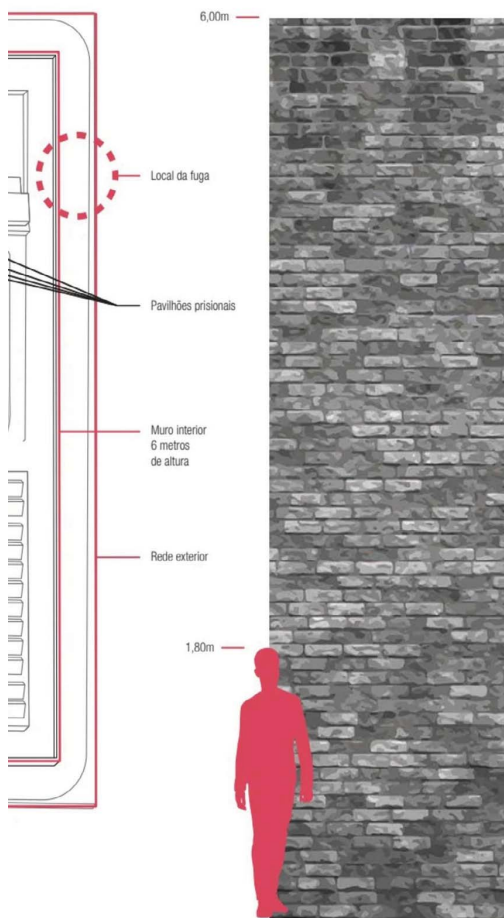 6,00m
Local da fuga
Pavilhões prisionais
Muro interior
6 metros
de altura
Rede exterior
1,80m